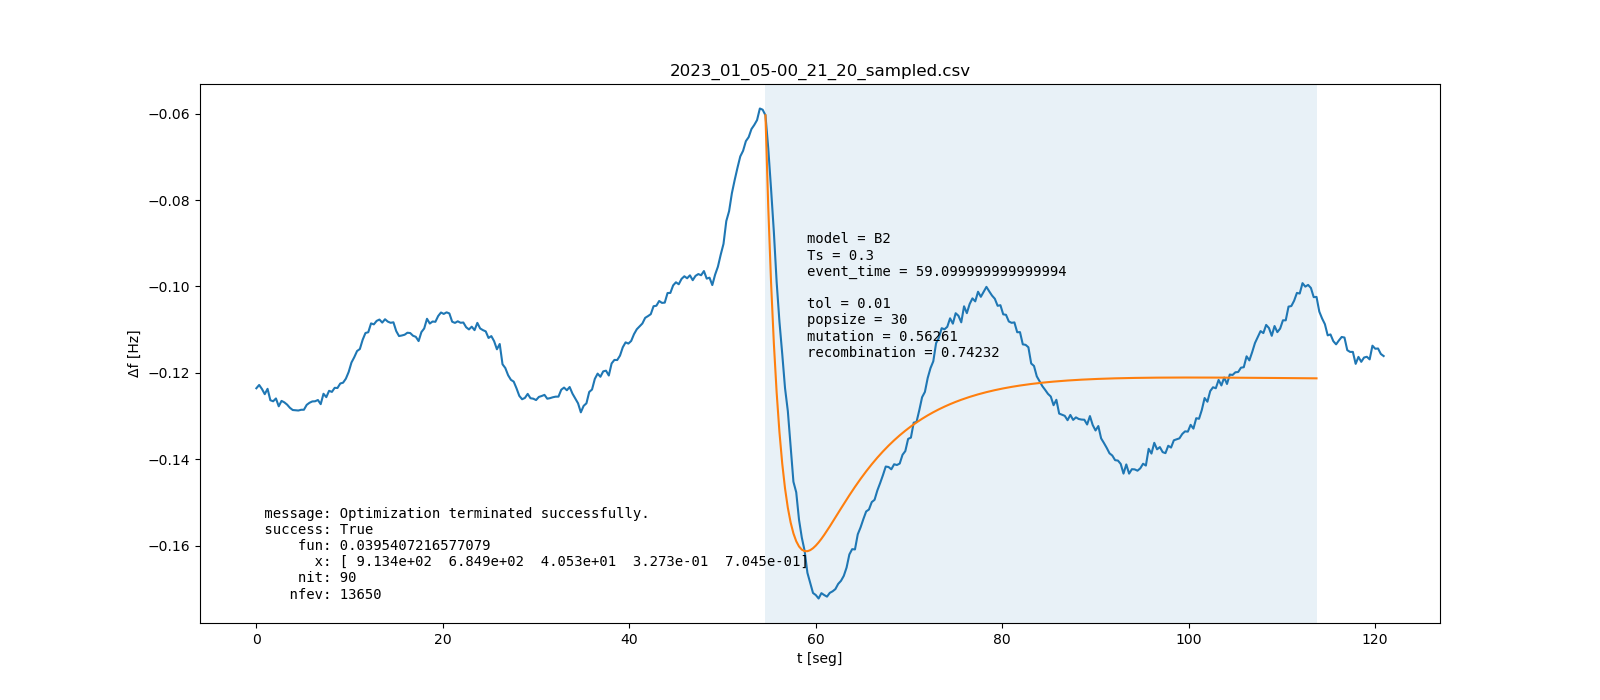 2023_01_05-00_21_20_sampled.csv
−0.06
−0.08
−0.10
−0.12
−0.14
−0.16
Δf [Hz]
model = B2
Ts = 0.3
event_time = 59.099999999999994
tol = 0.01
popsize = 30
mutation = 0.56261
recombination = 0.74232
message: Optimization terminated successfully.
success: True
fun: 0.0395407216577079
x: [ 9.134e+02  6.849e+02  4.053e+01  3.273e-01  7.045e-01]
nit: 90
nfev: 13650
0 20 40 60 80 100 120
t [seg]